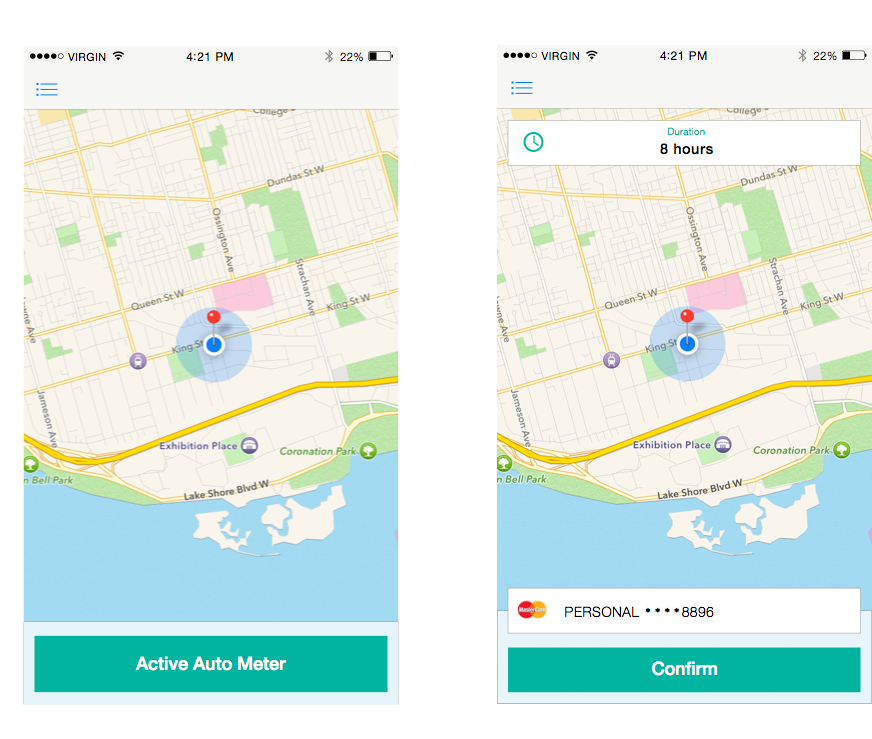 VIRGIN 4:21 PM 22%
College St
Dundas St W
Ossington Ave
Strachan Ave
Queen St W
King St W
King St
Jameson Ave
Exhibition Place
Coronation Park
n Bell Park
Lake Shore Blvd W
Active Auto Meter
VIRGIN 4:21 PM 22%
Duration
8 hours
College St
Dundas St W
Ossington Ave
Strachan Ave
Queen St W
King St W
King St
Jameson Ave
Exhibition Place
Coronation Park
n Bell Park
Lake Shore Blvd W
MasterCard
PERSONAL • • • • 8896
Confirm